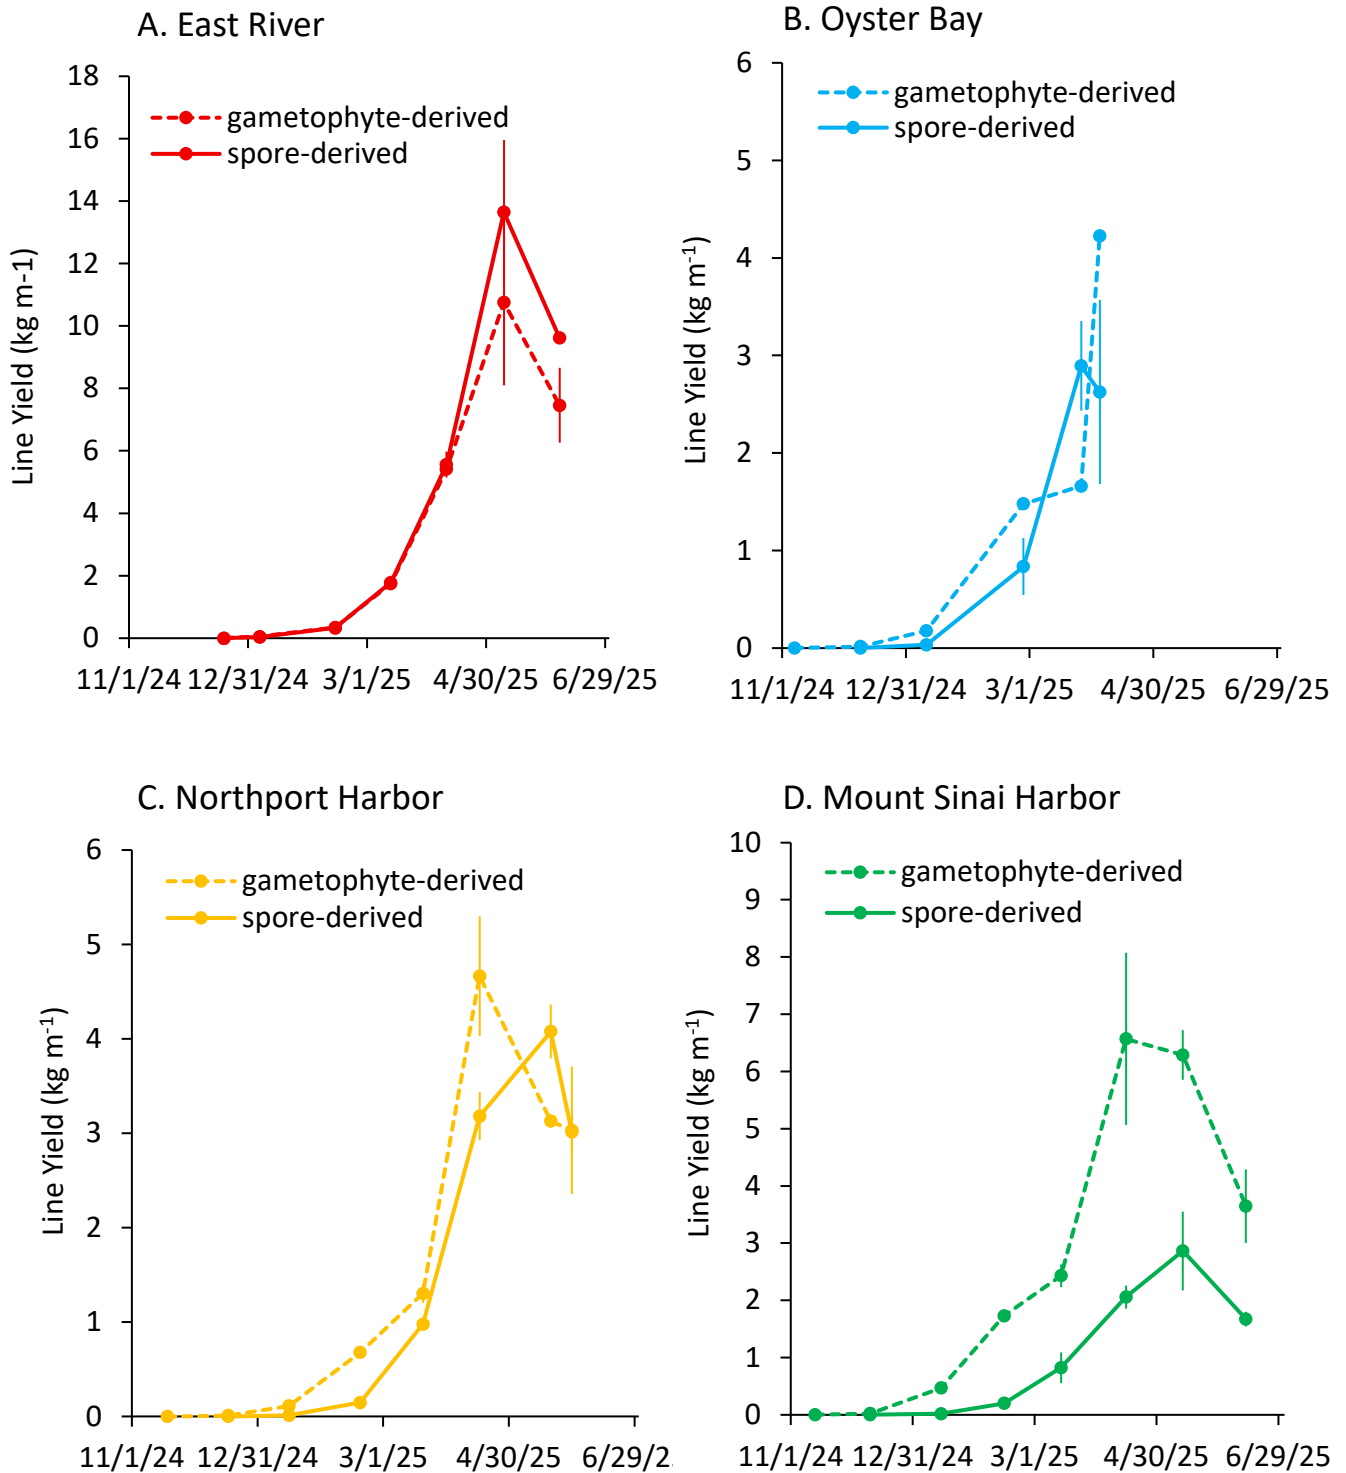 A. East River
18
16
14
12
10
8
6
4
2
0
Line Yield (kg m-1)
gametophyte-derived
spore-derived
11/1/24 12/31/24 3/1/25 4/30/25 6/29/25
B. Oyster Bay
6
5
4
3
2
1
0
Line Yield (kg m-1)
gametophyte-derived
spore-derived
11/1/24 12/31/24 3/1/25 4/30/25 6/29/25
C. Northport Harbor
6
5
4
3
2
1
0
Line Yield (kg m-1)
gametophyte-derived
spore-derived
11/1/24 12/31/24 3/1/25 4/30/25 6/29/2
D. Mount Sinai Harbor
10
9
8
7
6
5
4
3
2
1
0
Line Yield (kg m-1)
gametophyte-derived
spore-derived
11/1/24 12/31/24 3/1/25 4/30/25 6/29/25